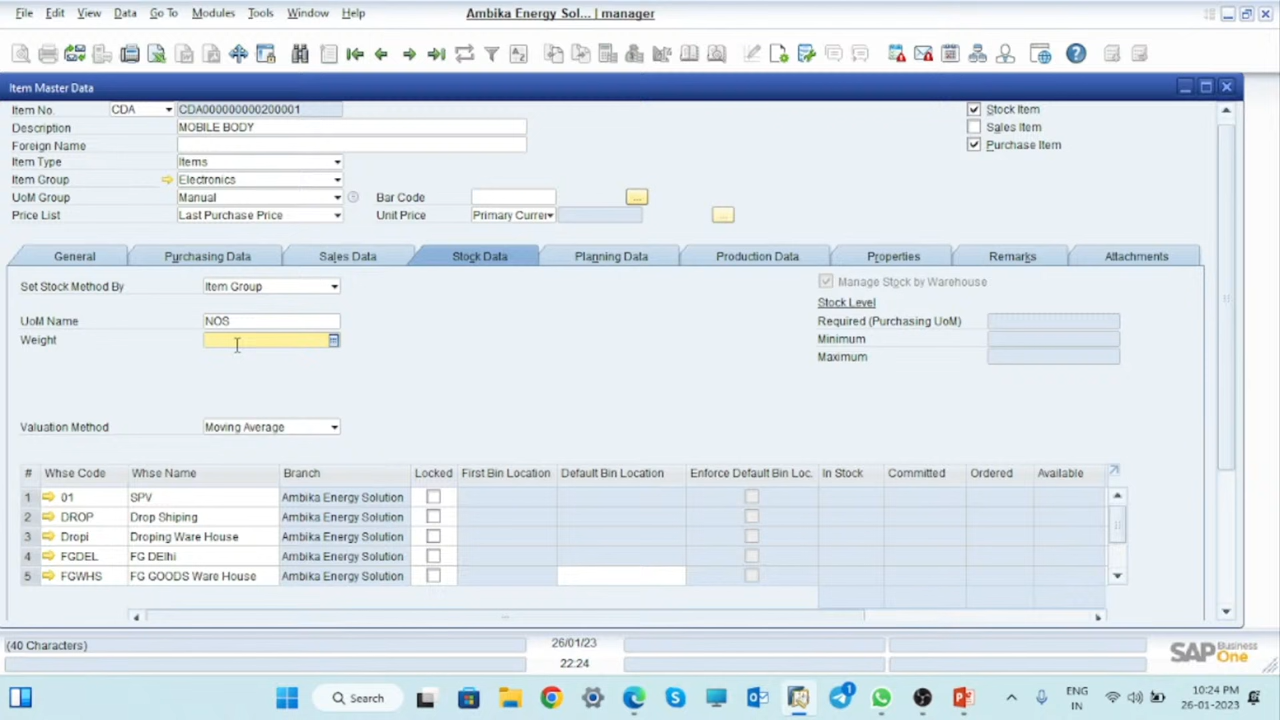 File Edit View Data Go To Modules Tools Window Help Ambika Energy Sol... | manager
Item Master Data
Item No. CDA CDA000000000200001 Stock Item
Description MOBILE BODY Sales Item
Foreign Name Purchase Item
Item Type Items
Item Group Electronics
UoM Group Manual Bar Code ...
Price List Last Purchase Price Unit Price Primary Currer ...
General Purchasing Data Sales Data Stock Data Planning Data Production Data Properties Remarks Attachments
Set Stock Method By Item Group Manage Stock by Warehouse
Stock Level
UoM Name NOS Required (Purchasing UoM)
Weight Minimum
Maximum
Valuation Method Moving Average
# Whse Code Whse Name Branch Locked First Bin Location Default Bin Location Enforce Default Bin Loc. In Stock Committed Ordered Available
1 01 SPV Ambika Energy Solution
2 DROP Drop Shiping Ambika Energy Solution
3 Dropi Droping Ware House Ambika Energy Solution
4 FGDEL FG DElhi Ambika Energy Solution
5 FGWHS FG GOODS Ware House Ambika Energy Solution
(40 Characters) 26/01/23
22:24
SAP Business One
Search 1 ENG 10:24 PM
IN 26-01-2023